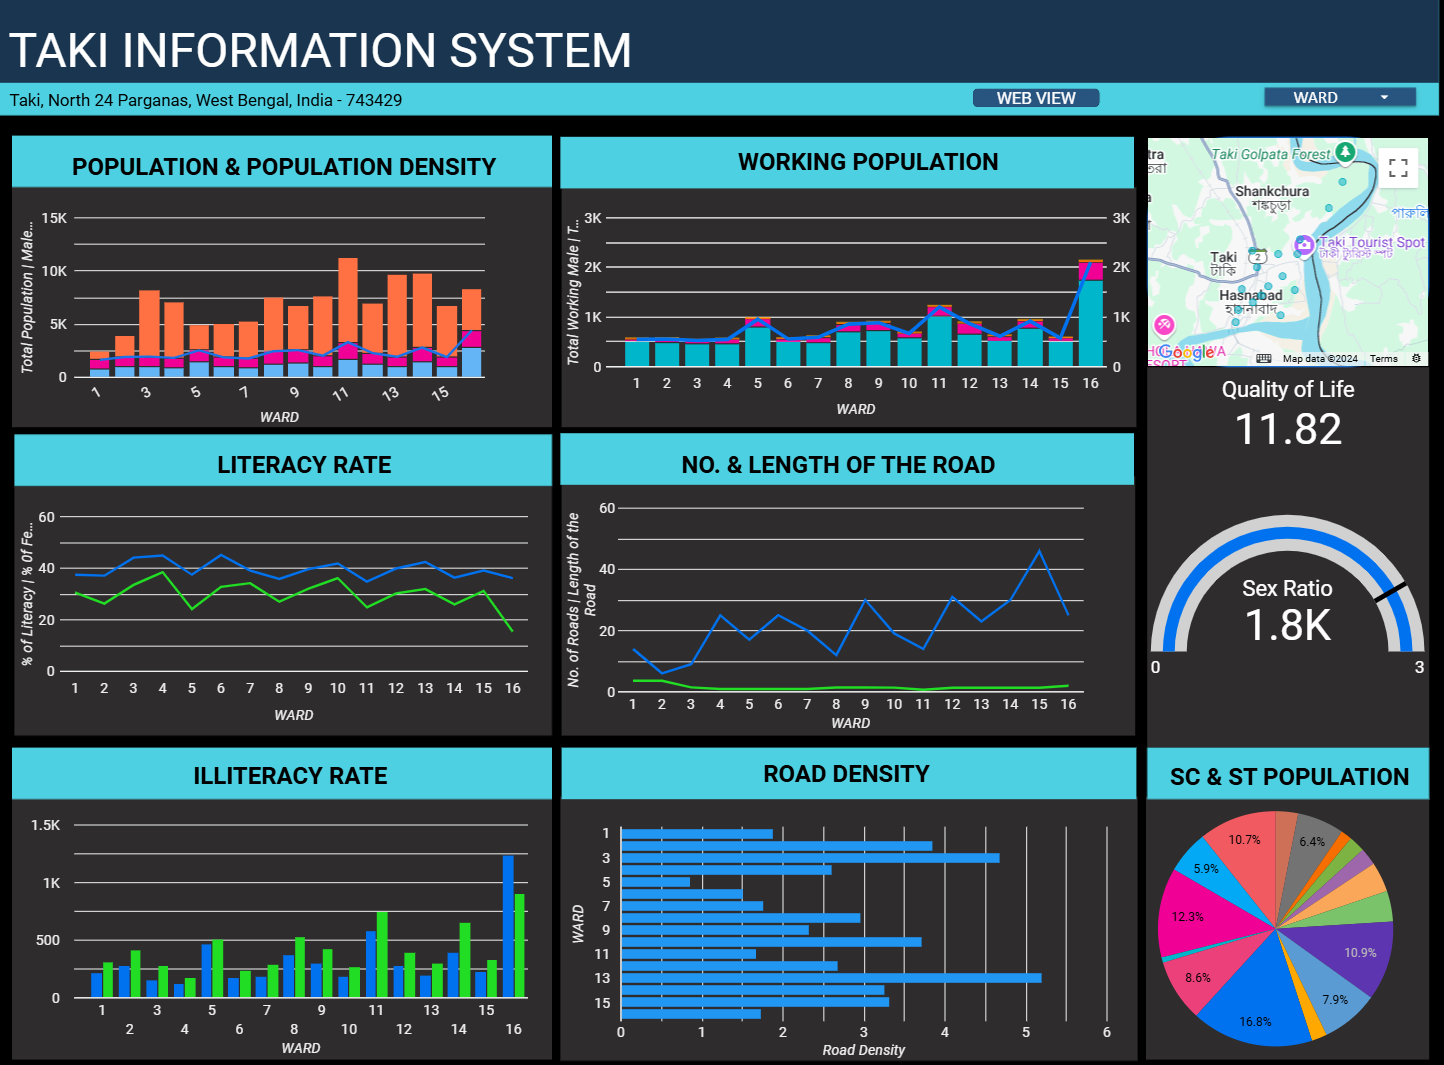 TAKI INFORMATION SYSTEM
Taki, North 24 Parganas, West Bengal, India - 743429
WEB VIEW
WARD
POPULATION & POPULATION DENSITY
Total Population | Male...
15K
10K
5K
0
1 3 5 7 9 11 13 15
WARD
WORKING POPULATION
Total Working Male | T...
3K 3K
2K 2K
1K 1K
0 0
1 2 3 4 5 6 7 8 9 10 11 12 13 14 15 16
WARD
Taki Golpata Forest
Shankchura
শঙ্কচুড়া
Taki Tourist Spot
টাকী ট্যুরিস্ট স্পট
Taki
টাকি
2
Hasnabad
হাসনাবাদ
Google
Map data ©2024 Terms
Quality of Life
11.82
Sex Ratio
1.8K
0 3
LITERACY RATE
% of Literacy | % Of Fe...
60
40
20
0
1 2 3 4 5 6 7 8 9 10 11 12 13 14 15 16
WARD
NO. & LENGTH OF THE ROAD
No. of Roads | Length of the
Road
60
40
20
0
1 2 3 4 5 6 7 8 9 10 11 12 13 14 15 16
WARD
ILLITERACY RATE
1.5K
1K
500
0
1 3 5 7 9 11 13 15
2 4 6 8 10 12 14 16
WARD
ROAD DENSITY
WARD
1
3
5
7
9
11
13
15
0 1 2 3 4 5 6
Road Density
SC & ST POPULATION
10.7%
6.4%
5.9%
12.3%
10.9%
8.6%
7.9%
16.8%